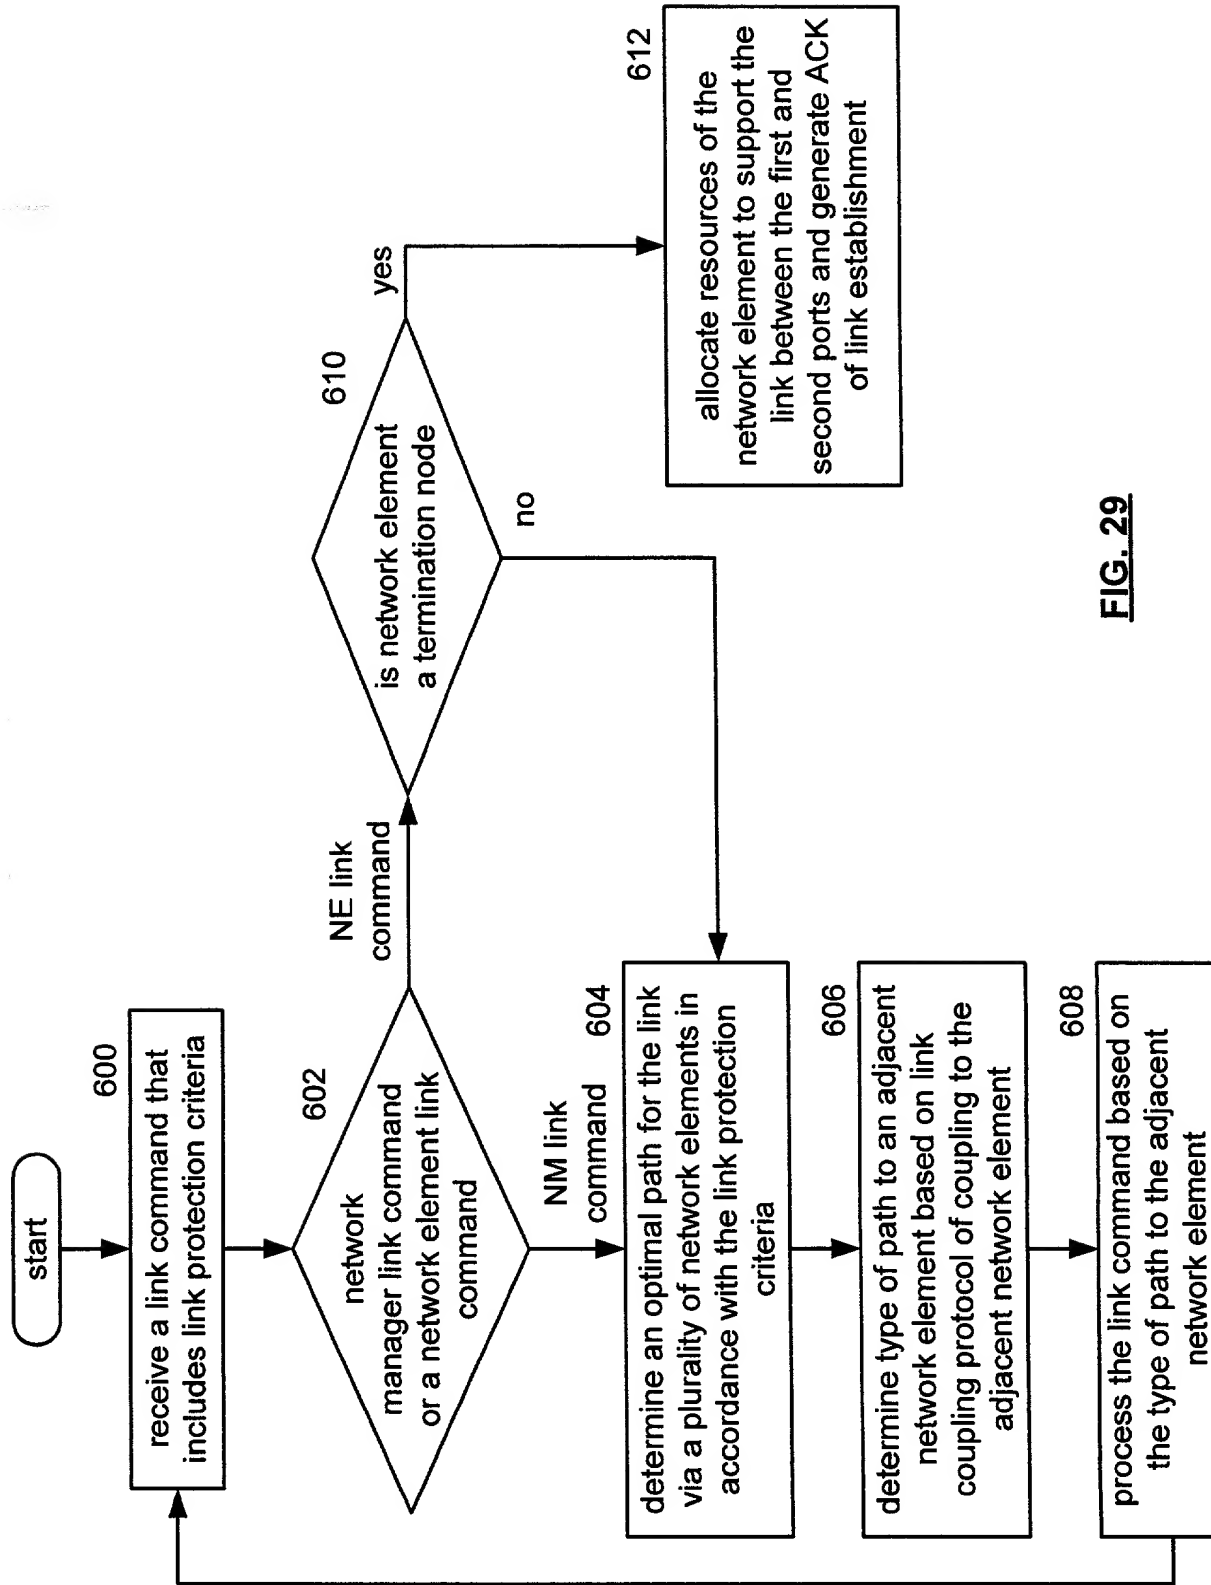 start
600
receive a link command that
includes link protection criteria
602
network
manager link command
or a network element link
command
NE link
command
NM link
command
610
is network element
a termination node
yes
no
612
allocate resources of the
network element to support the
link between the first and
second ports and generate ACK
of link establishment
604
determine an optimal path for the link
via a plurality of network elements in
accordance with the link protection
criteria
606
determine type of path to an adjacent
network element based on link
coupling protocol of coupling to the
adjacent network element
608
process the link command based on
the type of path to the adjacent
network element
FIG. 29